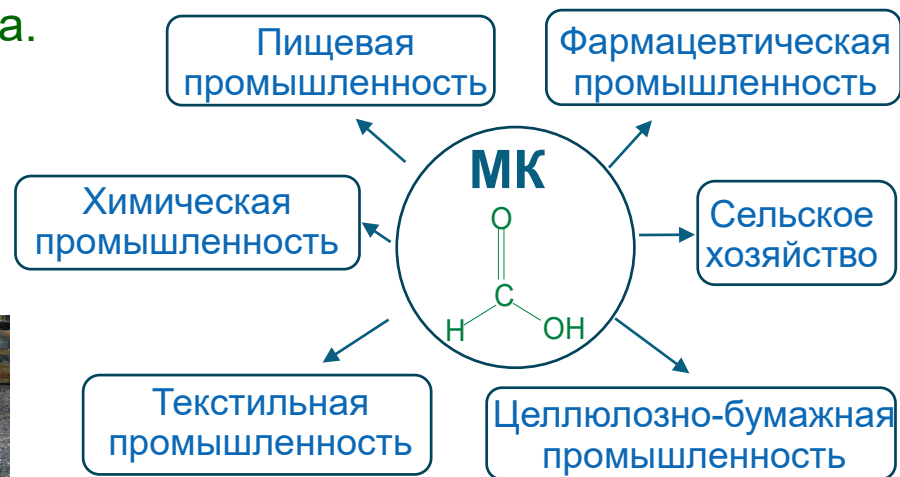 а.
Пищевая
промышленность
Фармацевтическая
промышленность
МК
O
C
H
OH
Химическая
промышленность
Сельское
хозяйство
Текстильная
промышленность
Целлюлозно-бумажная
промышленность